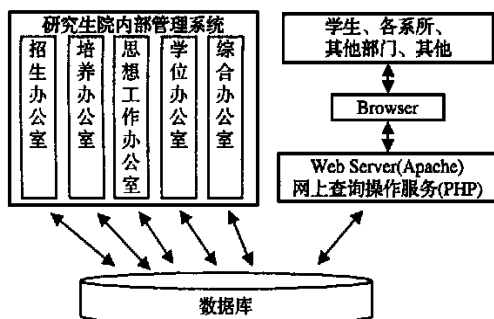 研究生院内部管理系统
招生办公室
培养办公室
思想工作办公室
学位办公室
综合办公室
学生、各系所、
其他部门、其他
Browser
Web Server(Apache)
网上查询操作服务(PHP)
数据库